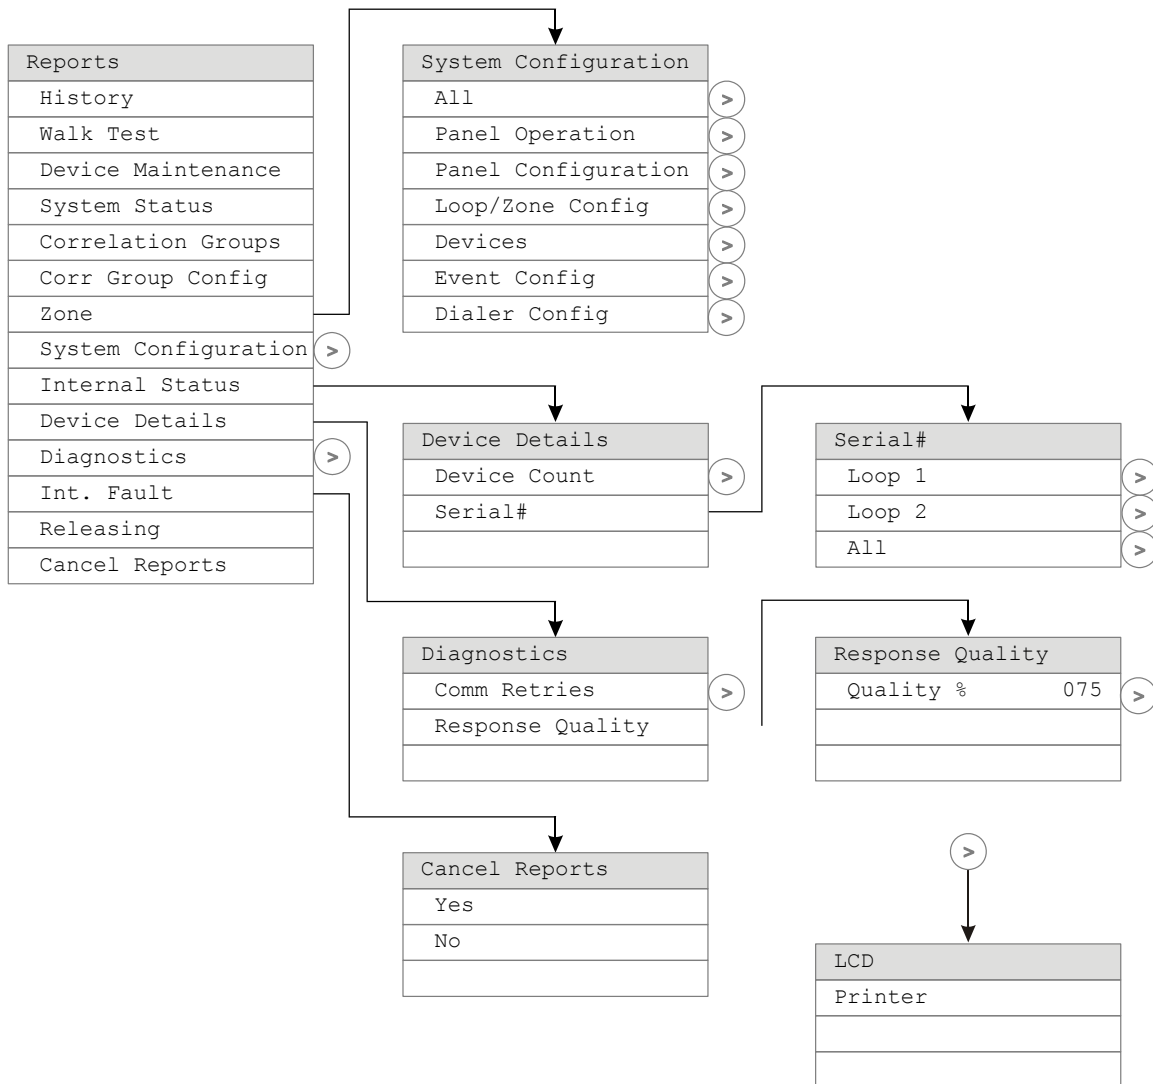 Reports
History
Walk Test
Device Maintenance
System Status
Correlation Groups
Corr Group Config
Zone
System Configuration >
Internal Status
Device Details
Diagnostics >
Int. Fault
Releasing
Cancel Reports
System Configuration
All >
Panel Operation >
Panel Configuration >
Loop/Zone Config >
Devices >
Event Config >
Dialer Config >
Device Details
Device Count >
Serial#
Serial#
Loop 1 >
Loop 2 >
All >
Diagnostics
Comm Retries >
Response Quality
Response Quality
Quality % 075 >
Cancel Reports
Yes
No
>
LCD
Printer